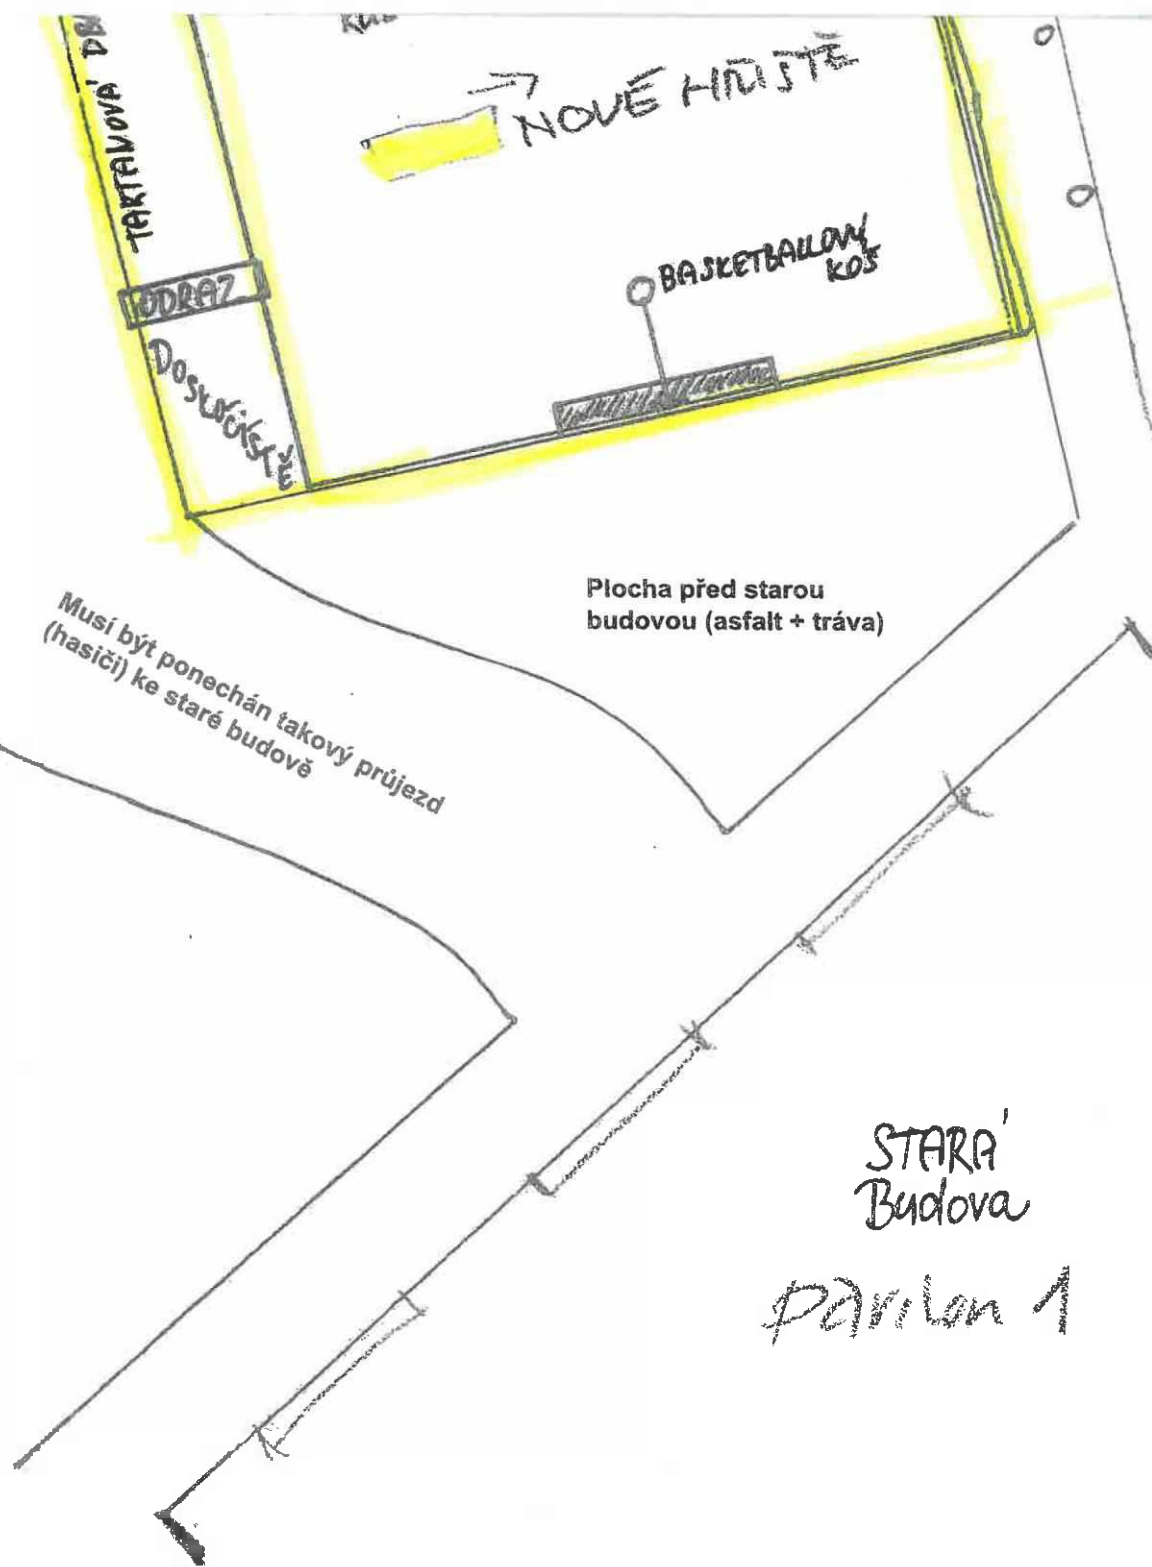 TARTANOVÁ
NOVÉ HŘIŠTĚ
BASKETBALLOVÝ
KOŠ
ODRAZ
DOSKOČIŠTĚ
Plocha před starou
budovou (asfalt + tráva)
Musí být ponechán takový průjezd
(hasiči) ke staré budově
STARÁ
Budova
Pavilon 1